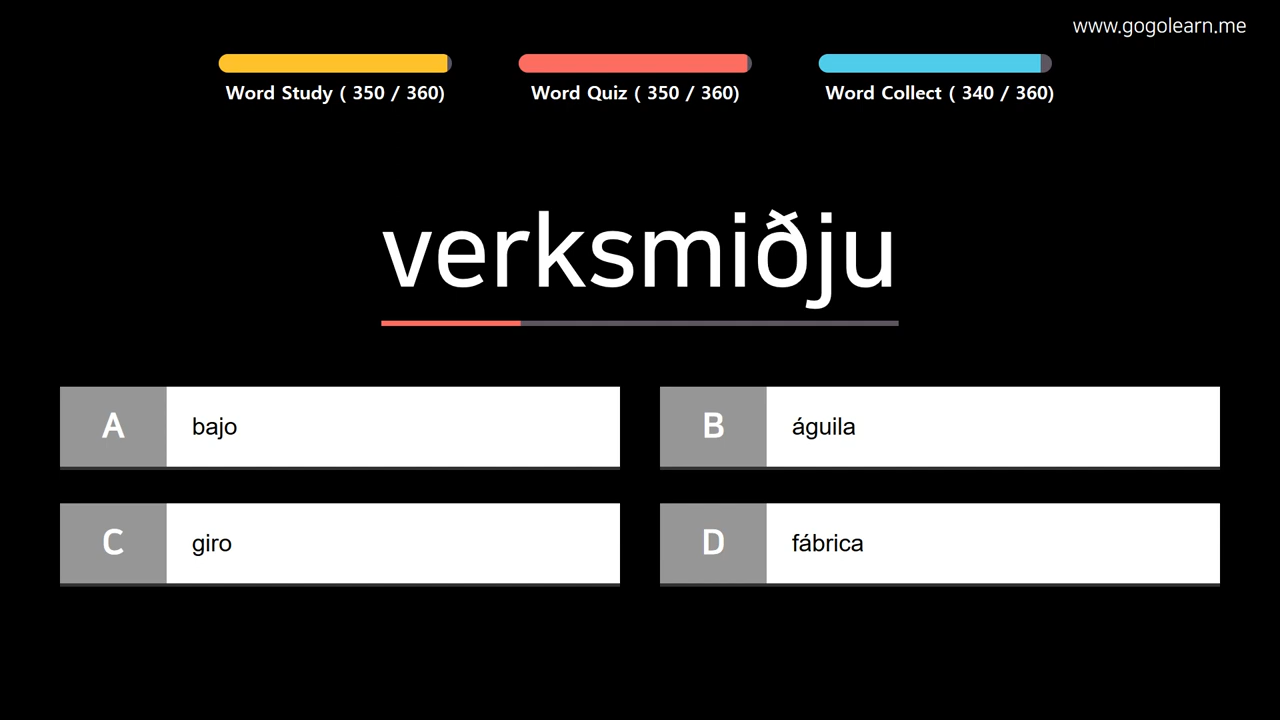 www.gogolearn.me
Word Study ( 350 / 360)
Word Quiz ( 350 / 360)
Word Collect ( 340 / 360)
verksmiðju
A
bajo
B
águila
C
giro
D
fábrica